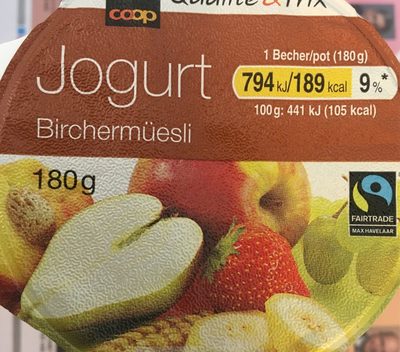 coop
Qualité & Prix
Jogurt
Birchermüesli
1 Becher/pot (180 g)
794 kJ/189 kcal 9%*
100 g: 441 kJ (105 kcal)
180 g
FAIRTRADE
MAX HAVELAAR